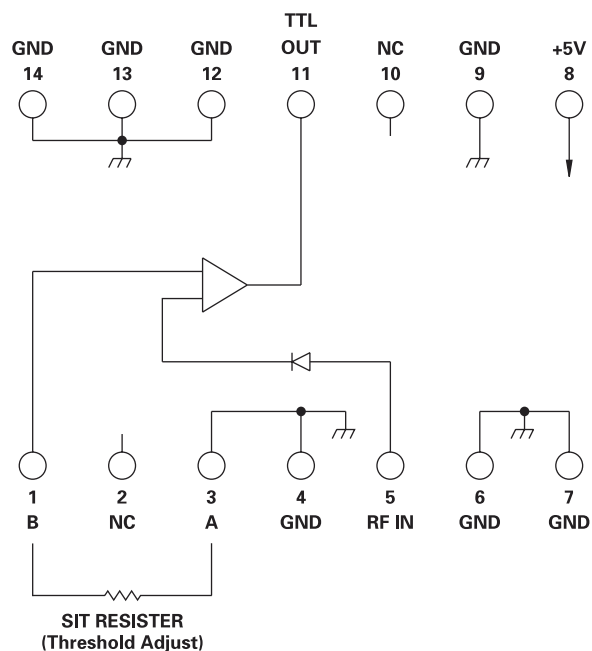 TTL
GND GND GND OUT NC GND +5V
14 13 12 11 10 9 8
1 2 3 4 5 6 7
B NC A GND RF IN GND GND
SIT RESISTER
(Threshold Adjust)